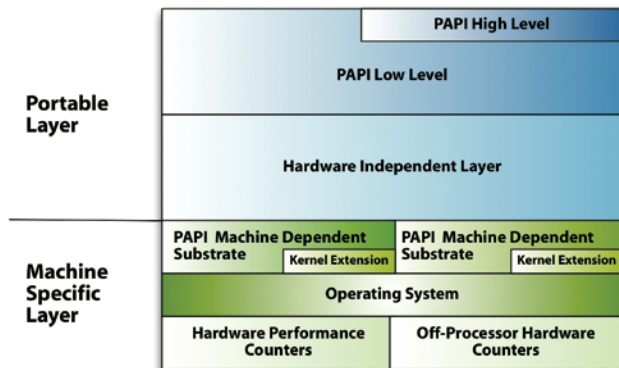 PAPI High Level
PAPI Low Level
Portable
Layer
Hardware Independent Layer
PAPI Machine Dependent
Substrate
Kernel Extension
PAPI Machine Dependent
Substrate
Kernel Extension
Machine
Specific
Layer
Operating System
Hardware Performance
Counters
Off-Processor Hardware
Counters